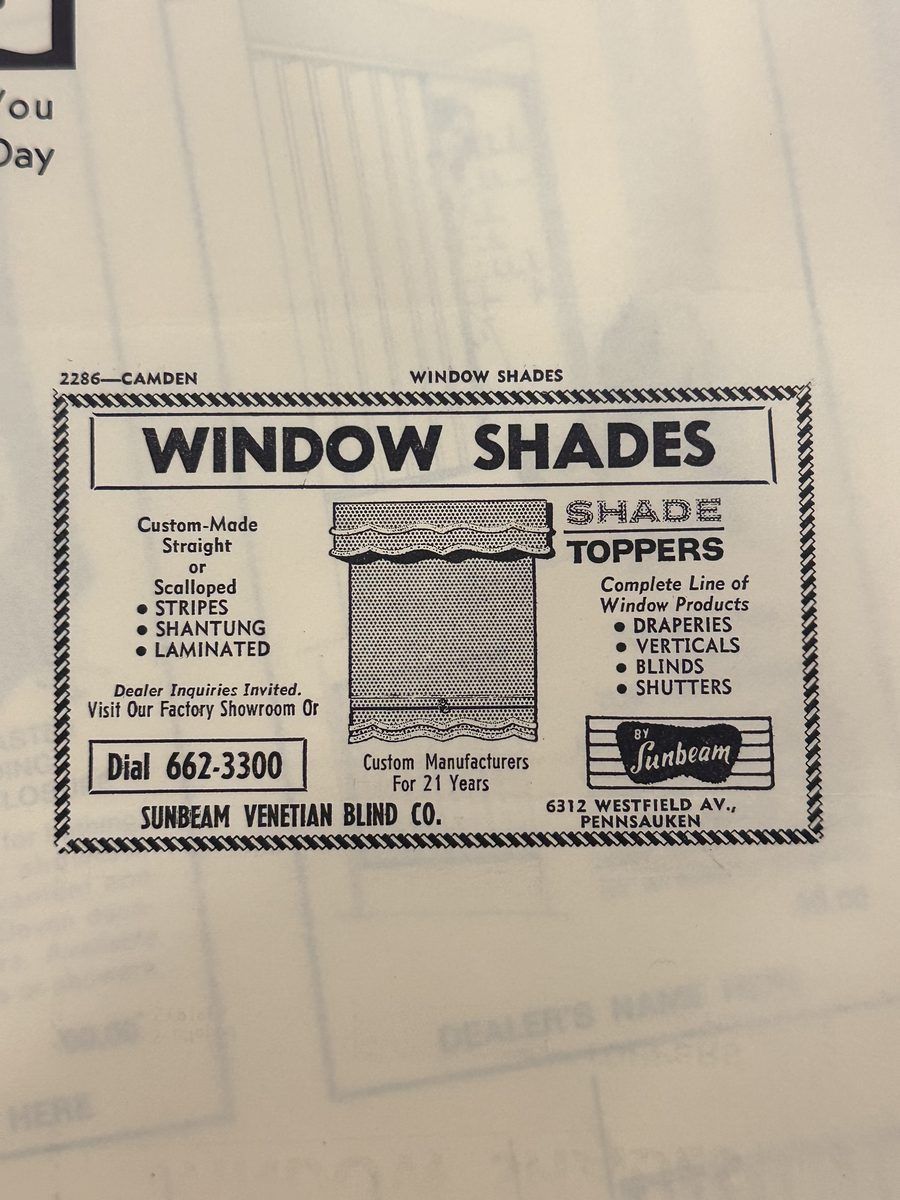 You
Day
2286—CAMDEN
WINDOW SHADES
WINDOW SHADES
Custom-Made
Straight
or
Scalloped
• STRIPES
• SHANTUNG
• LAMINATED
Dealer Inquiries Invited.
Visit Our Factory Showroom Or
Dial 662-3300
SUNBEAM VENETIAN BLIND CO.
Custom Manufacturers
For 21 Years
SHADE
TOPPERS
Complete Line of
Window Products
• DRAPERIES
• VERTICALS
• BLINDS
• SHUTTERS
BY
Sunbeam
6312 WESTFIELD AV.,
PENNSAUKEN
DEALER'S NAME HERE
HERE